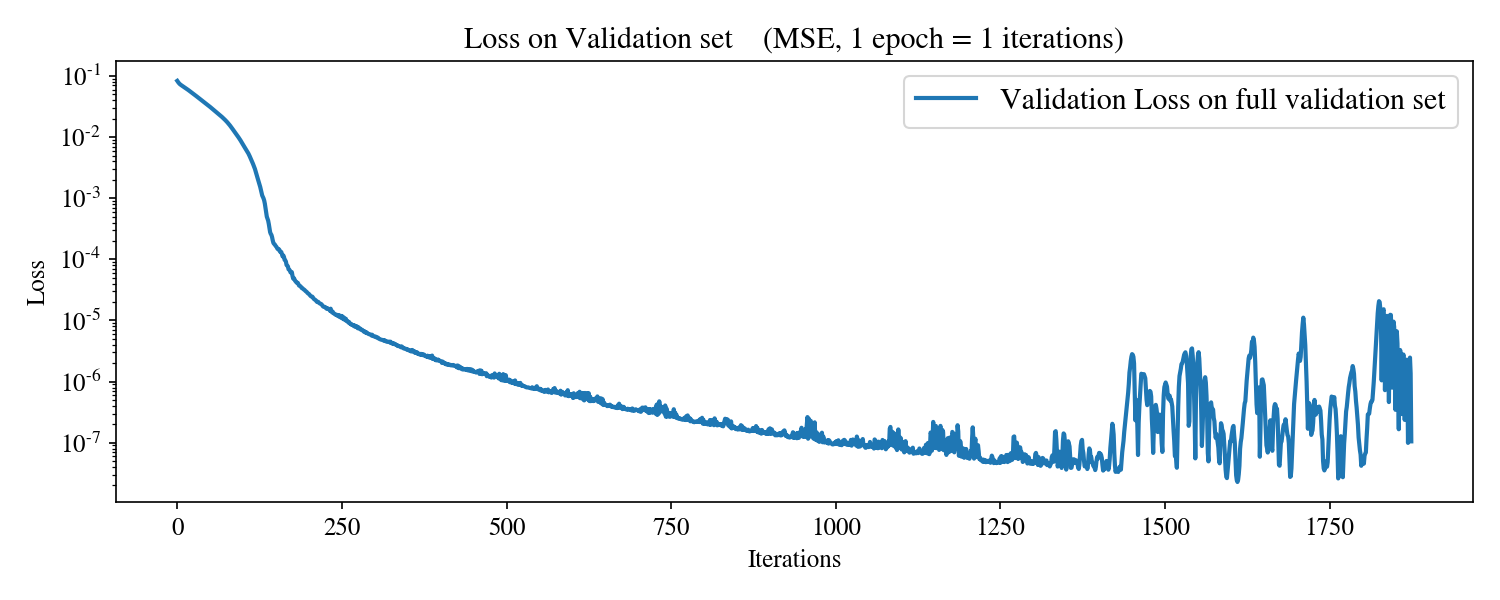 Loss on Validation set    (MSE, 1 epoch = 1 iterations)
Validation Loss on full validation set
Loss
10-1
10-2
10-3
10-4
10-5
10-6
10-7
0 250 500 750 1000 1250 1500 1750
Iterations